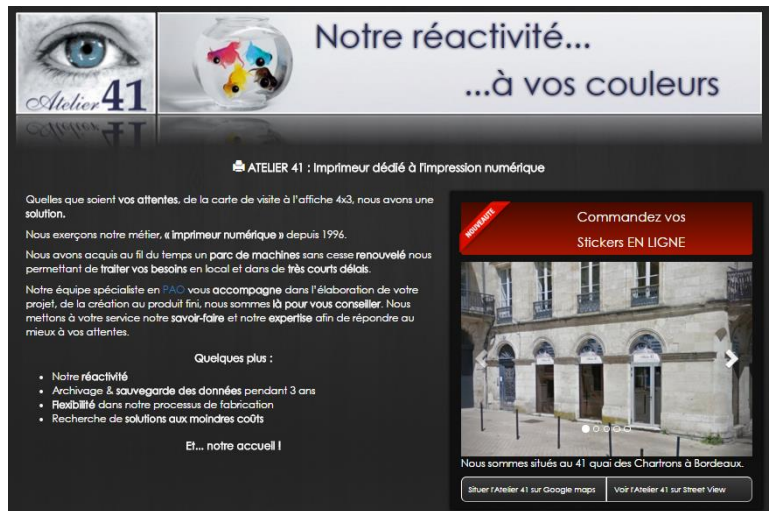 Notre réactivité...
...à vos couleurs
Atelier 41
ATELIER 41 : Imprimeur dédié à l'impression numérique
Quelles que soient vos attentes, de la carte de visite à l'affiche 4x3, nous avons une
solution.
Nous exerçons notre métier, « imprimeur numérique » depuis 1996.
Nous avons acquis au fil du temps un parc de machines sans cesse renouvelé nous
permettant de traiter vos besoins en local et dans de très courts délais.
Notre équipe spécialiste en PAO vous accompagne dans l'élaboration de votre
projet, de la création au produit fini, nous sommes là pour vous conseiller. Nous
mettons à votre service notre savoir-faire et notre expertise afin de répondre au
mieux à vos attentes.
Quelques plus :
• Notre réactivité
• Archivage & sauvegarde des données pendant 3 ans
• Flexibilité dans notre processus de fabrication
• Recherche de solutions aux moindres coûts
Et... notre accueil !
NOUVEAUTÉ
Commandez vos
Stickers EN LIGNE
Nous sommes situés au 41 quai des Chartrons à Bordeaux.
Situer l'Atelier 41 sur Google maps
Voir l'Atelier 41 sur Street View